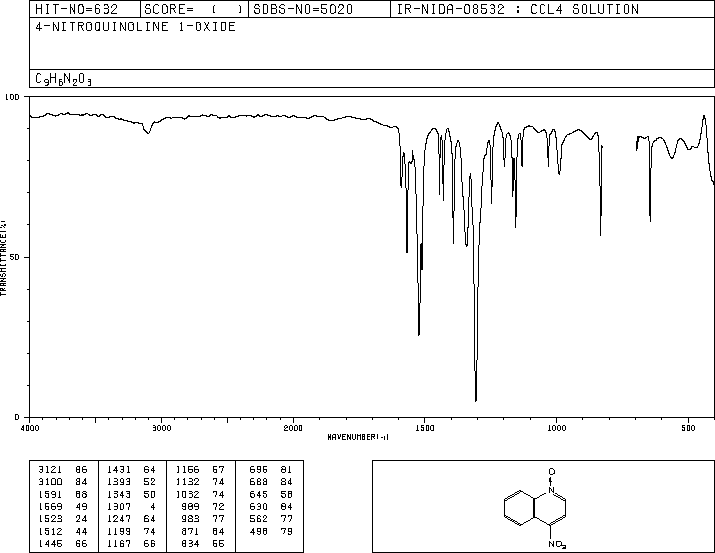 HIT-NO=632 SCORE= ( ) SDBS-NO=5020 IR-NIDA-08532 : CCL4 SOLUTION
4-NITROQUINOLINE 1-OXIDE
C9H6N2O3
100
TRANSMITTANCE(%)
50
0
4000 3000 2000 1500 1000 500
WAVENUMBER(-1)
3121 86 1431 64 1156 57 696 81
3100 84 1393 52 1132 74 688 84
1591 68 1343 50 1032 74 645 58
1569 49 1307 4 989 72 630 84
1523 24 1247 64 983 77 562 77
1512 44 1199 74 871 84 498 79
1446 66 1167 66 834 55
O
N
NO2